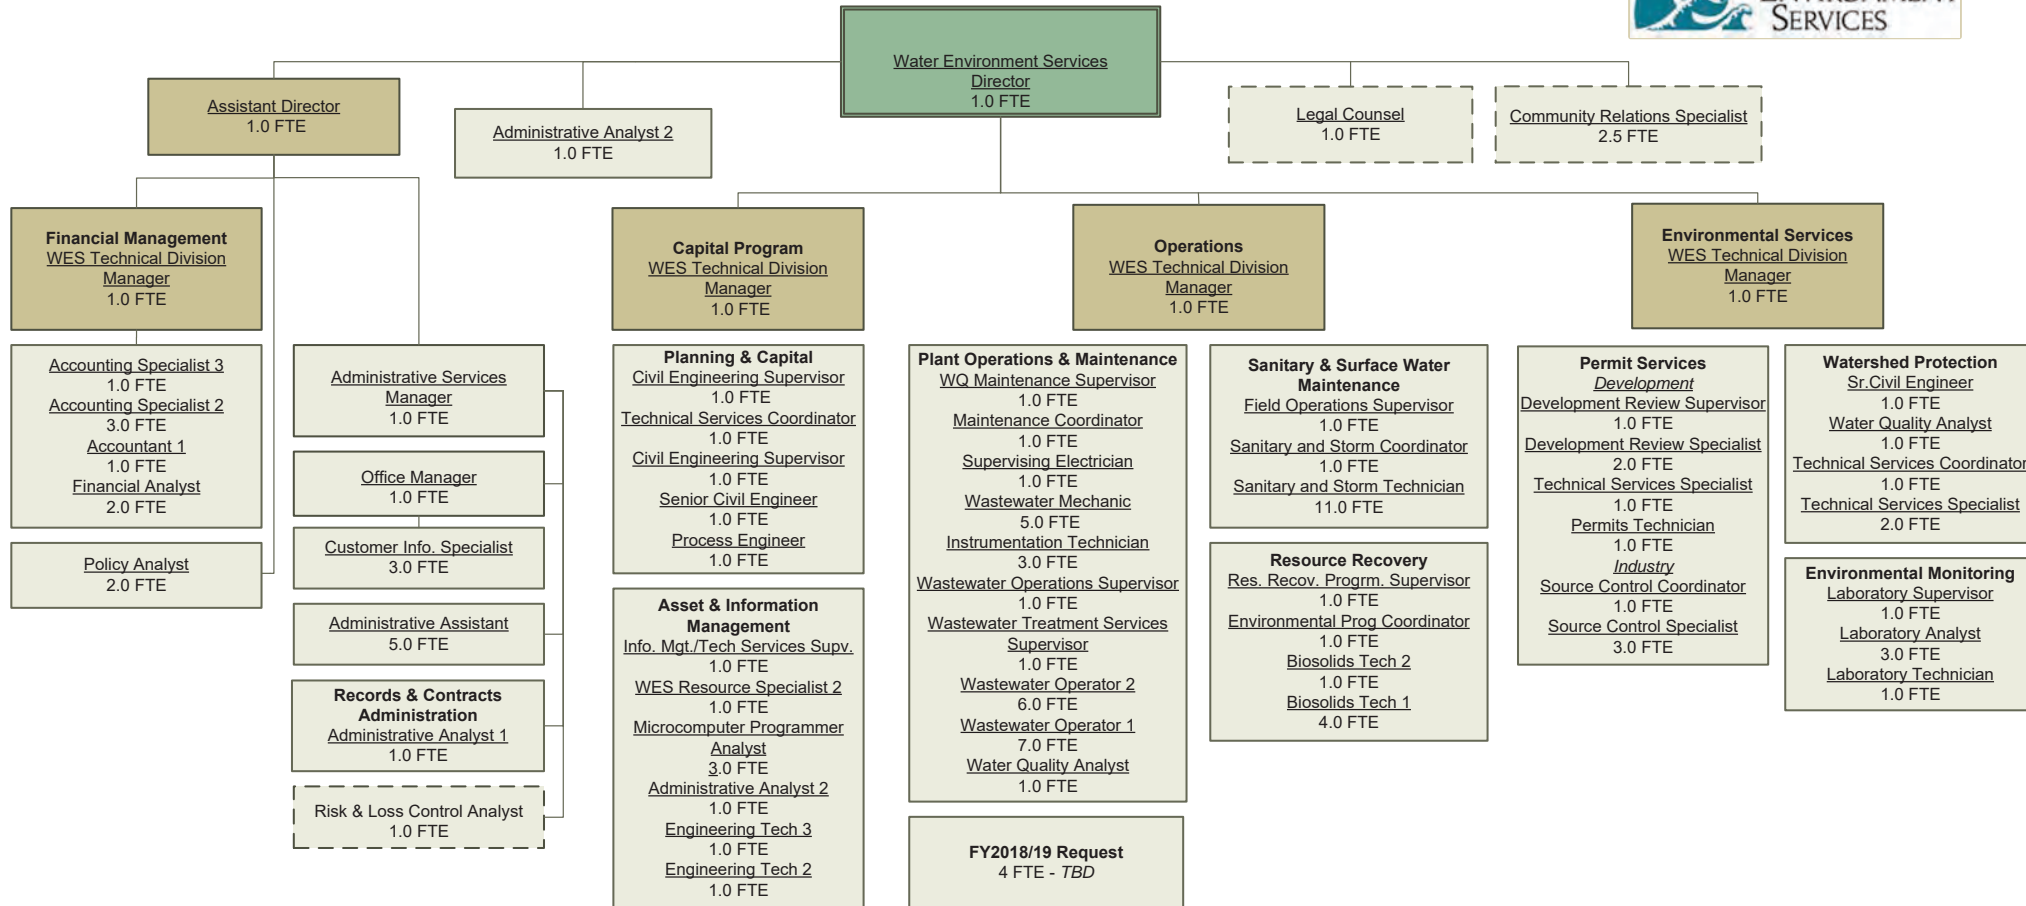 SERVICES
Water Environment Services
Director
1.0 FTE
Assistant Director
1.0 FTE
Administrative Analyst 2
1.0 FTE
Legal Counsel
1.0 FTE
Community Relations Specialist
2.5 FTE
Financial Management
WES Technical Division
Manager
1.0 FTE
Capital Program
WES Technical Division
Manager
1.0 FTE
Operations
WES Technical Division
Manager
1.0 FTE
Environmental Services
WES Technical Division
Manager
1.0 FTE
Accounting Specialist 3
1.0 FTE
Accounting Specialist 2
3.0 FTE
Accountant 1
1.0 FTE
Financial Analyst
2.0 FTE
Policy Analyst
2.0 FTE
Administrative Services
Manager
1.0 FTE
Office Manager
1.0 FTE
Customer Info. Specialist
3.0 FTE
Administrative Assistant
5.0 FTE
Records & Contracts
Administration
Administrative Analyst 1
1.0 FTE
Risk & Loss Control Analyst
1.0 FTE
Planning & Capital
Civil Engineering Supervisor
1.0 FTE
Technical Services Coordinator
1.0 FTE
Civil Engineering Supervisor
1.0 FTE
Senior Civil Engineer
1.0 FTE
Process Engineer
1.0 FTE
Asset & Information
Management
Info. Mgt./Tech Services Supv.
1.0 FTE
WES Resource Specialist 2
1.0 FTE
Microcomputer Programmer
Analyst
3.0 FTE
Administrative Analyst 2
1.0 FTE
Engineering Tech 3
1.0 FTE
Engineering Tech 2
1.0 FTE
Plant Operations & Maintenance
WQ Maintenance Supervisor
1.0 FTE
Maintenance Coordinator
1.0 FTE
Supervising Electrician
1.0 FTE
Wastewater Mechanic
5.0 FTE
Instrumentation Technician
3.0 FTE
Wastewater Operations Supervisor
1.0 FTE
Wastewater Treatment Services
Supervisor
1.0 FTE
Wastewater Operator 2
6.0 FTE
Wastewater Operator 1
7.0 FTE
Water Quality Analyst
1.0 FTE
FY2018/19 Request
4 FTE - TBD
Sanitary & Surface Water
Maintenance
Field Operations Supervisor
1.0 FTE
Sanitary and Storm Coordinator
1.0 FTE
Sanitary and Storm Technician
11.0 FTE
Resource Recovery
Res. Recov. Progrm. Supervisor
1.0 FTE
Environmental Prog Coordinator
1.0 FTE
Biosolids Tech 2
1.0 FTE
Biosolids Tech 1
4.0 FTE
Permit Services
Development
Development Review Supervisor
1.0 FTE
Development Review Specialist
2.0 FTE
Technical Services Specialist
1.0 FTE
Permits Technician
1.0 FTE
Industry
Source Control Coordinator
1.0 FTE
Source Control Specialist
3.0 FTE
Watershed Protection
Sr.Civil Engineer
1.0 FTE
Water Quality Analyst
1.0 FTE
Technical Services Coordinator
1.0 FTE
Technical Services Specialist
2.0 FTE
Environmental Monitoring
Laboratory Supervisor
1.0 FTE
Laboratory Analyst
3.0 FTE
Laboratory Technician
1.0 FTE